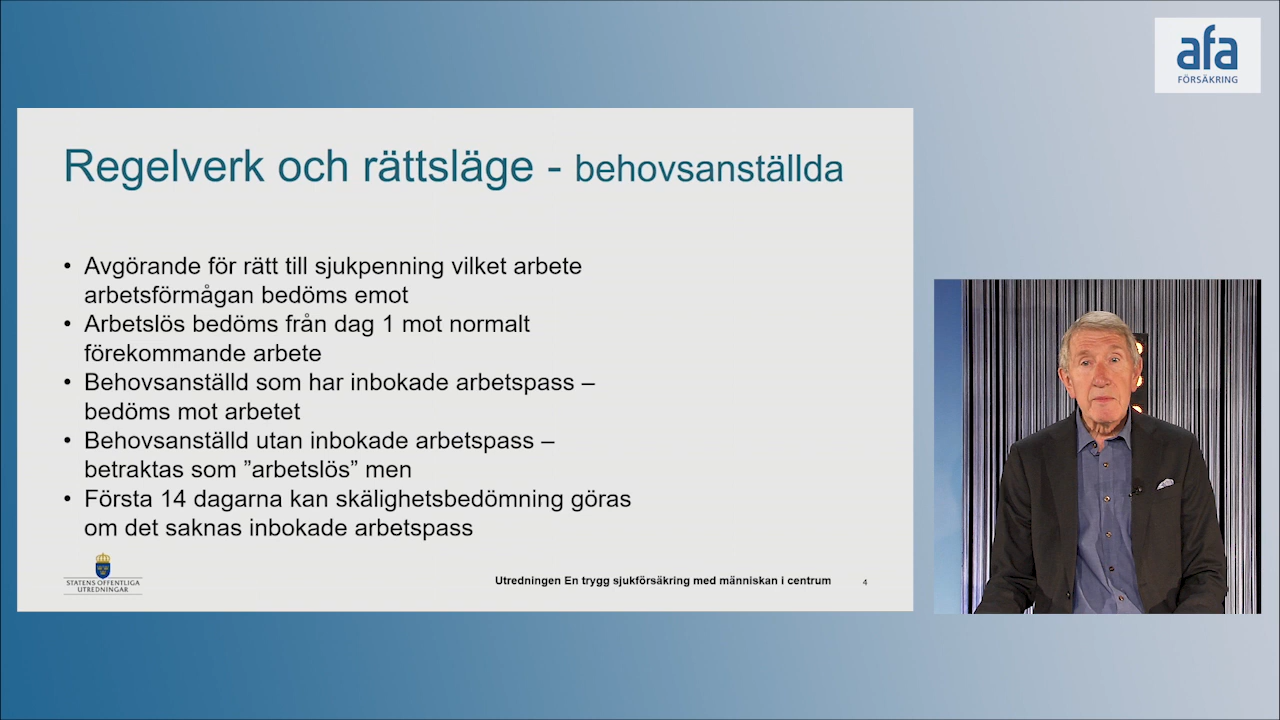 afa
FÖRSÄKRING
Regelverk och rättsläge - behovsanställda
• Avgörande för rätt till sjukpenning vilket arbete
arbetsförmågan bedöms emot
• Arbetslös bedöms från dag 1 mot normalt
förekommande arbete
• Behovsanställd som har inbokade arbetspass –
bedöms mot arbetet
• Behovsanställd utan inbokade arbetspass –
betraktas som ”arbetslös” men
• Första 14 dagarna kan skälighetsbedömning göras
om det saknas inbokade arbetspass
STATENS OFFENTLIGA
UTREDNINGAR
Utredningen En trygg sjukförsäkring med människan i centrum
4